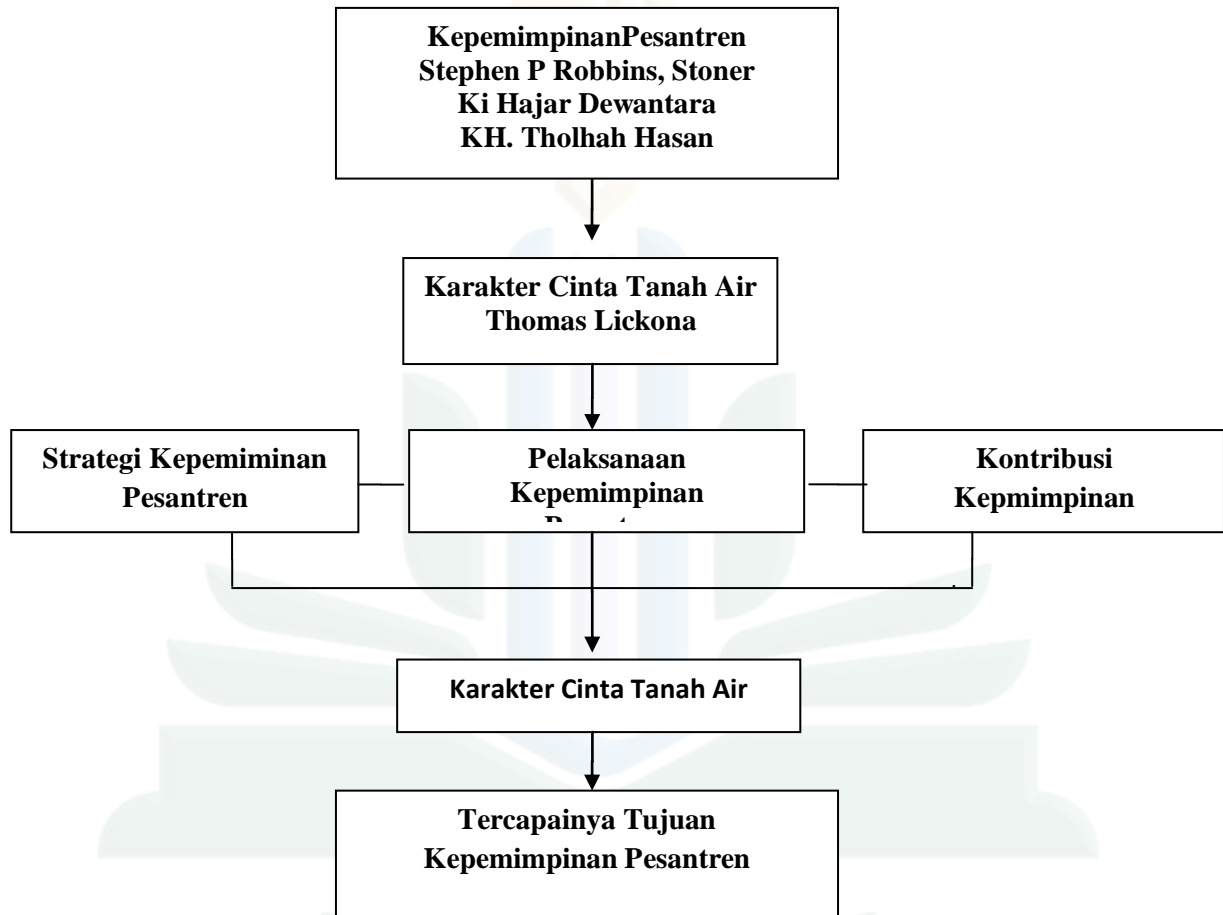 KepemimpinanPesantren
Stephen P Robbins, Stoner
Ki Hajar Dewantara
KH. Tholhah Hasan
Karakter Cinta Tanah Air
Thomas Lickona
Strategi Kepemiminan
Pesantren
Pelaksanaan
Kepemimpinan
Kontribusi
Kepmimpinan
Karakter Cinta Tanah Air
Tercapainya Tujuan
Kepemimpinan Pesantren